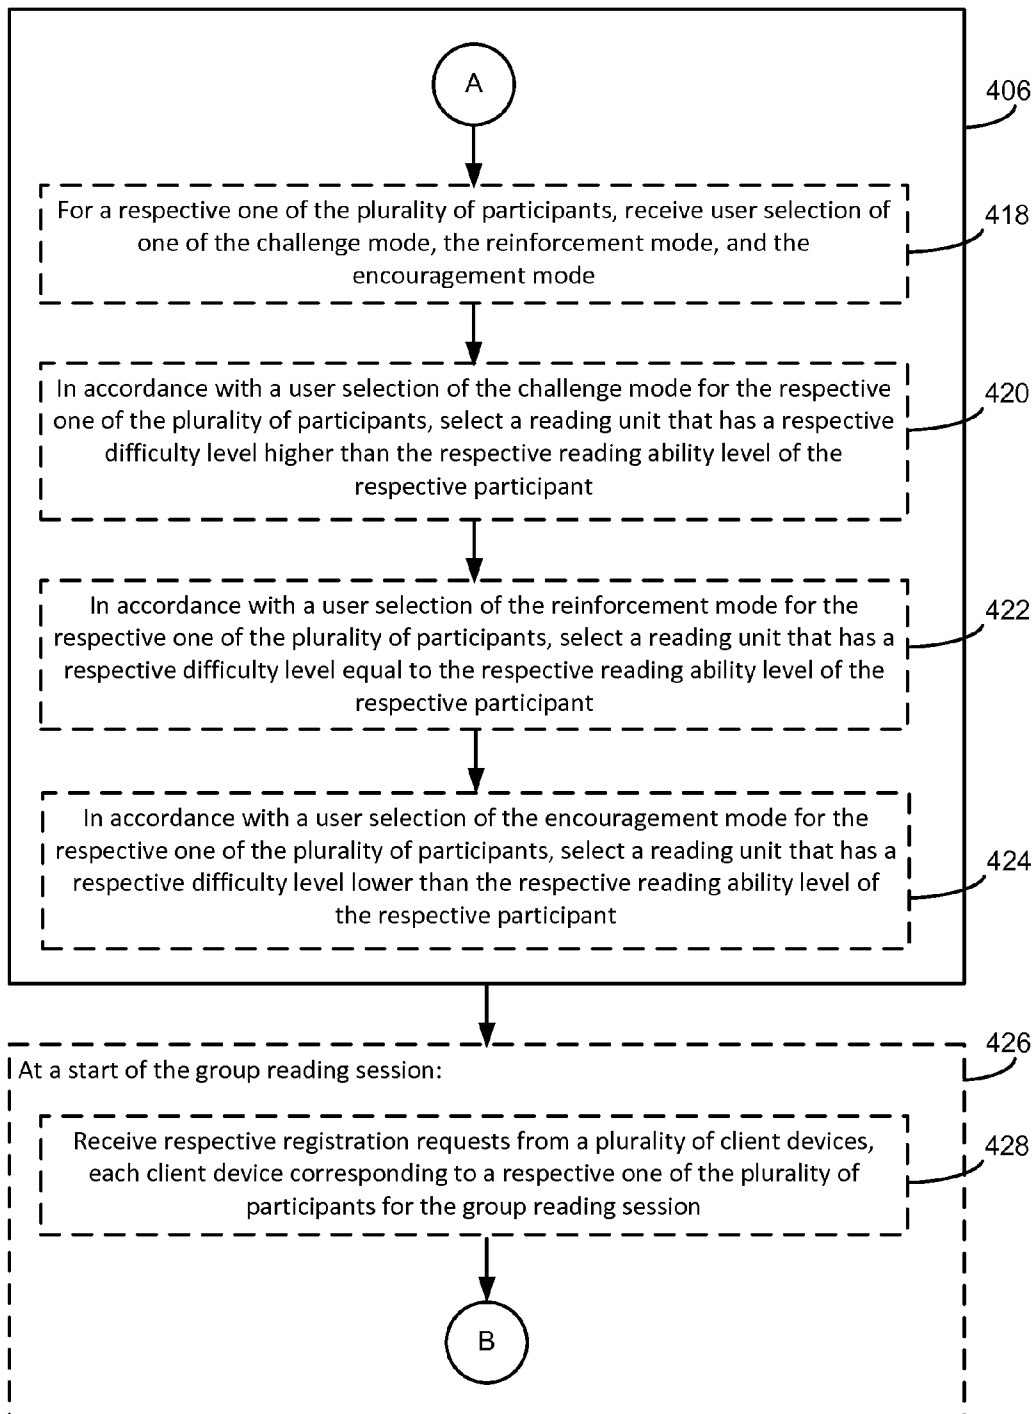 A
406
For a respective one of the plurality of participants, receive user selection of
one of the challenge mode, the reinforcement mode, and the
encouragement mode
418
In accordance with a user selection of the challenge mode for the respective
one of the plurality of participants, select a reading unit that has a respective
difficulty level higher than the respective reading ability level of the
respective participant
420
In accordance with a user selection of the reinforcement mode for the
respective one of the plurality of participants, select a reading unit that has a
respective difficulty level equal to the respective reading ability level of the
respective participant
422
In accordance with a user selection of the encouragement mode for the
respective one of the plurality of participants, select a reading unit that has a
respective difficulty level lower than the respective reading ability level of
the respective participant
424
426
At a start of the group reading session:
Receive respective registration requests from a plurality of client devices,
each client device corresponding to a respective one of the plurality of
participants for the group reading session
428
B